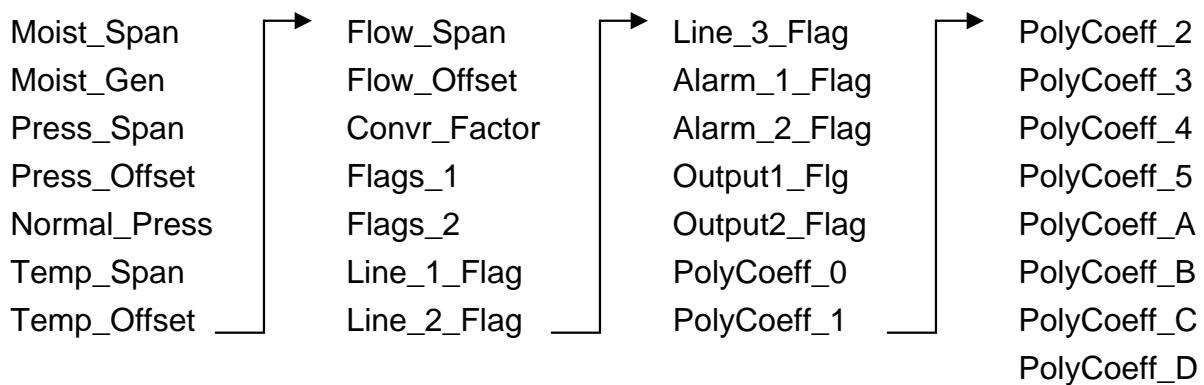 Moist_Span
Moist_Gen
Press_Span
Press_Offset
Normal_Press
Temp_Span
Temp_Offset
Flow_Span
Flow_Offset
Convr_Factor
Flags_1
Flags_2
Line_1_Flag
Line_2_Flag
Line_3_Flag
Alarm_1_Flag
Alarm_2_Flag
Output1_Flg
Output2_Flag
PolyCoeff_0
PolyCoeff_1
PolyCoeff_2
PolyCoeff_3
PolyCoeff_4
PolyCoeff_5
PolyCoeff_A
PolyCoeff_B
PolyCoeff_C
PolyCoeff_D